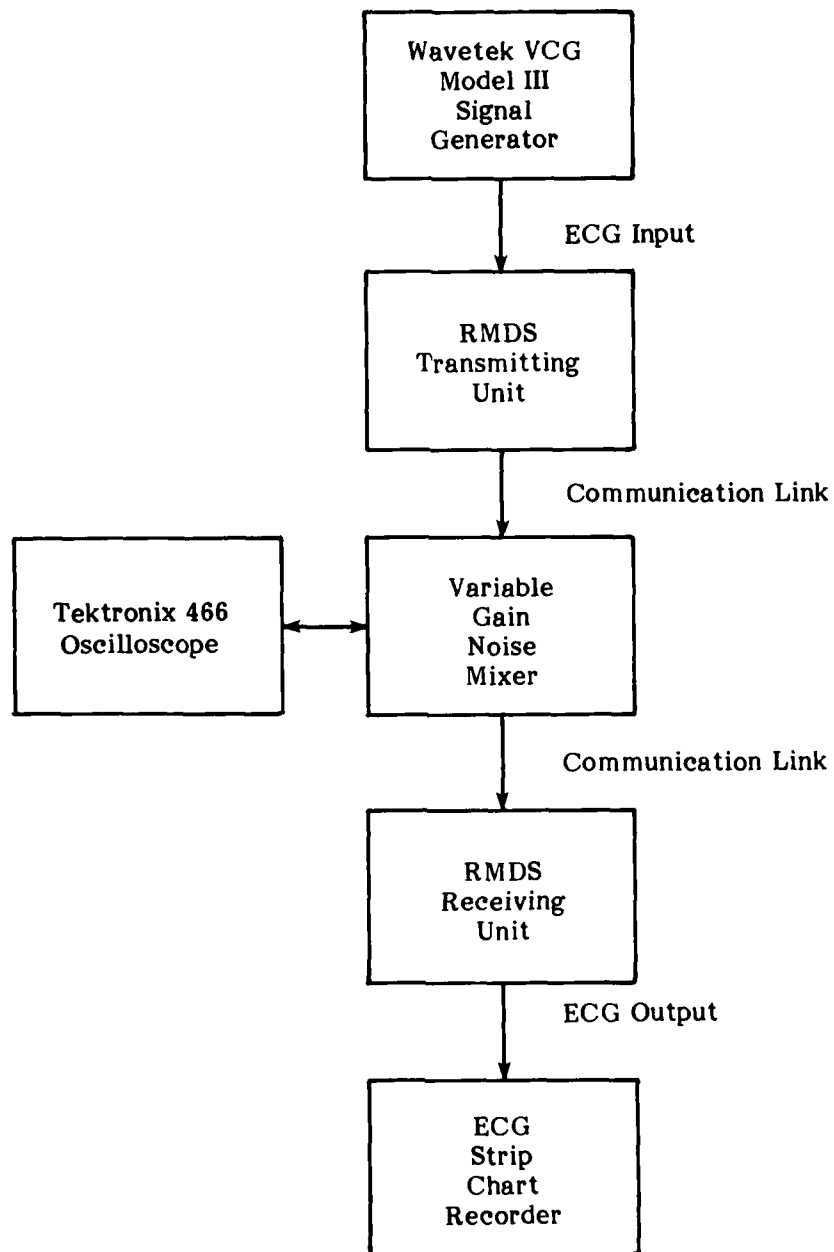 Wavetek VCG
Model III
Signal
Generator
ECG Input
RMDS
Transmitting
Unit
Communication Link
Tektronix 466
Oscilloscope
Variable
Gain
Noise
Mixer
Communication Link
RMDS
Receiving
Unit
ECG Output
ECG
Strip
Chart
Recorder